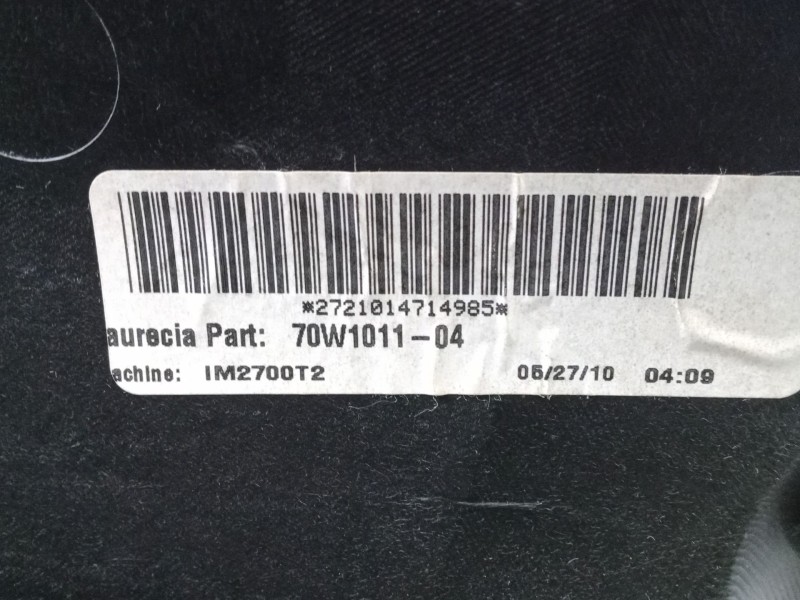 *2721014714985*
aurecia Part: 70W1011-04
achine: IM2700T2 05/27/10 04:09